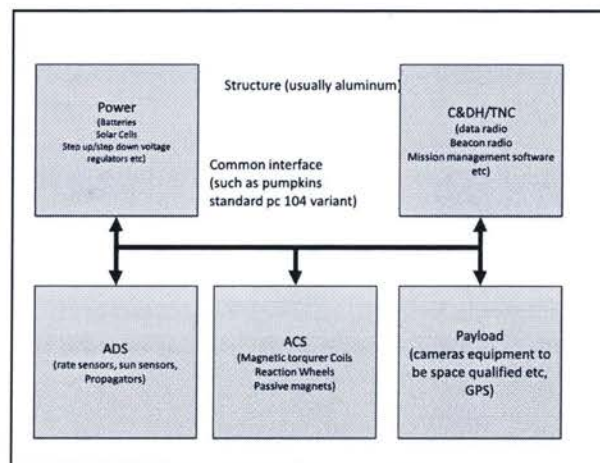 Power
(Batteries
Solar Cells
Step up/step down voltage
regulators etc)
Structure (usually aluminum)
C&DH/TNC
(data radio
Beacon radio
Mission management software
etc)
Common interface
(such as pumpkins
standard pc 104 variant)
ADS
(rate sensors, sun sensors,
Propagators)
ACS
(Magnetic torqurer Coils
Reaction Wheels
Passive magnets)
Payload
(cameras equipment to
be space qualified etc,
GPS)